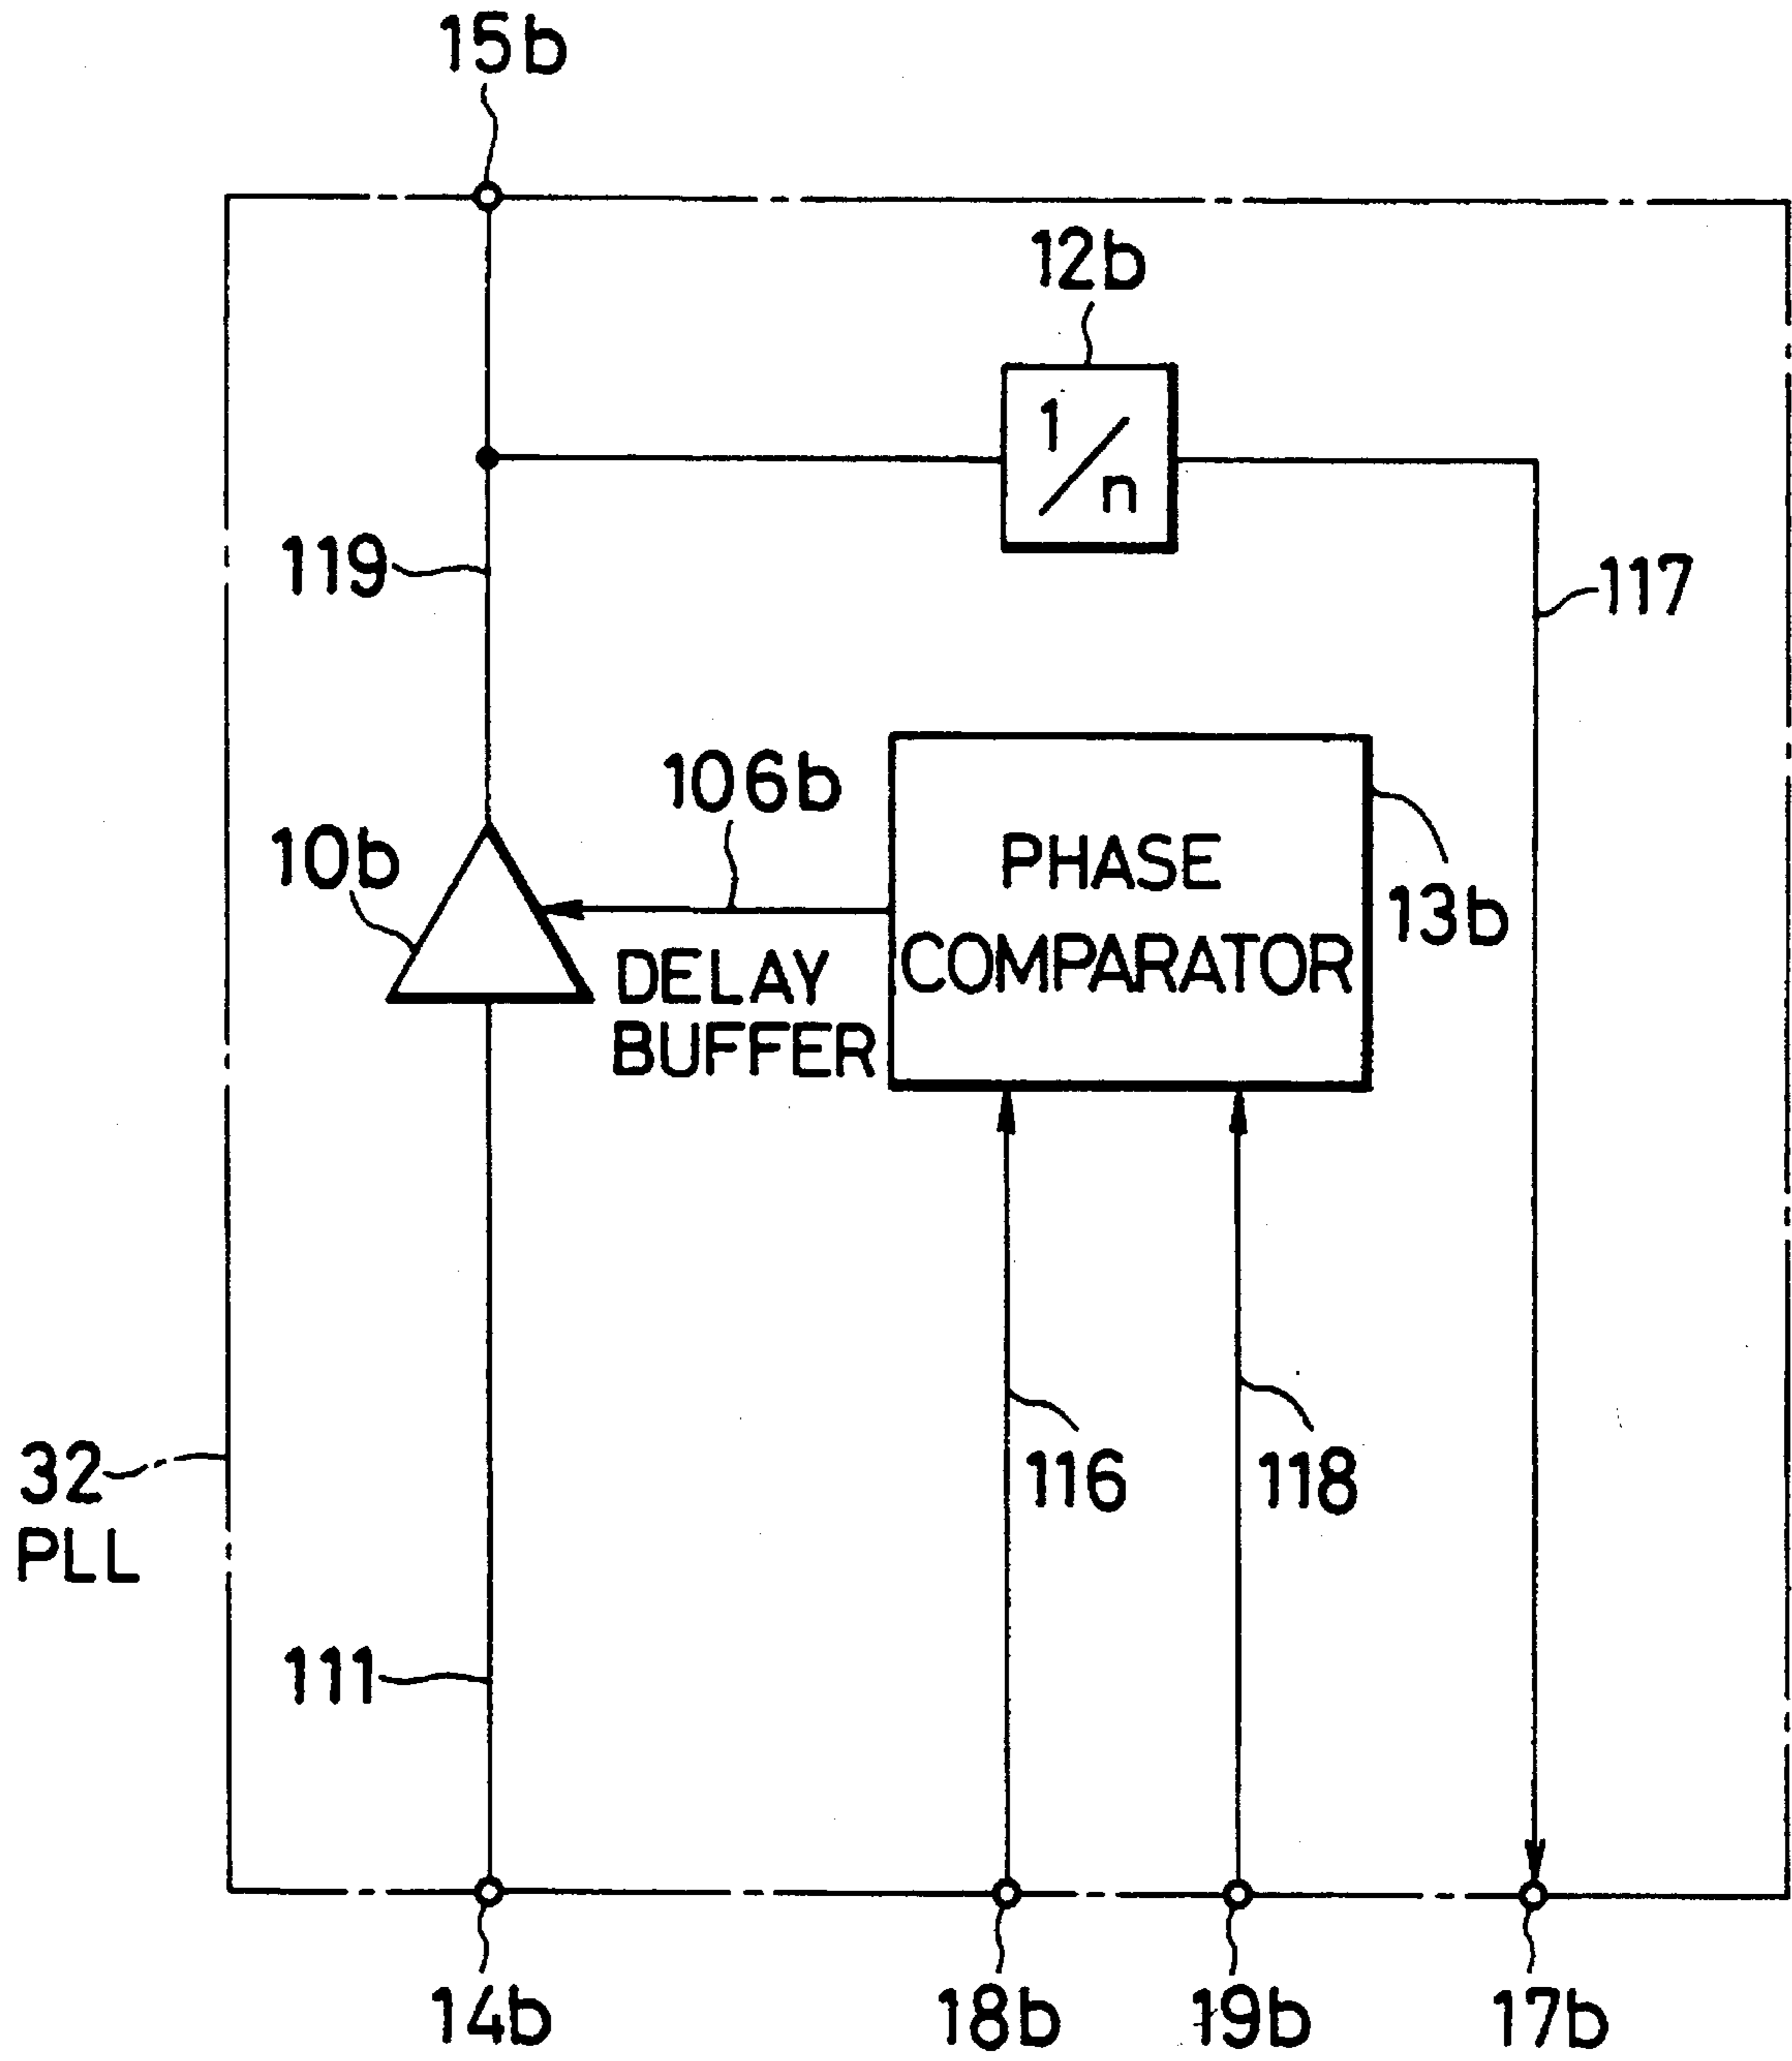 15b
12b
1/n
119
117
106b
10b
PHASE
COMPARATOR
13b
DELAY
BUFFER
32
PLL
116
118
111
14b
18b
19b
17b